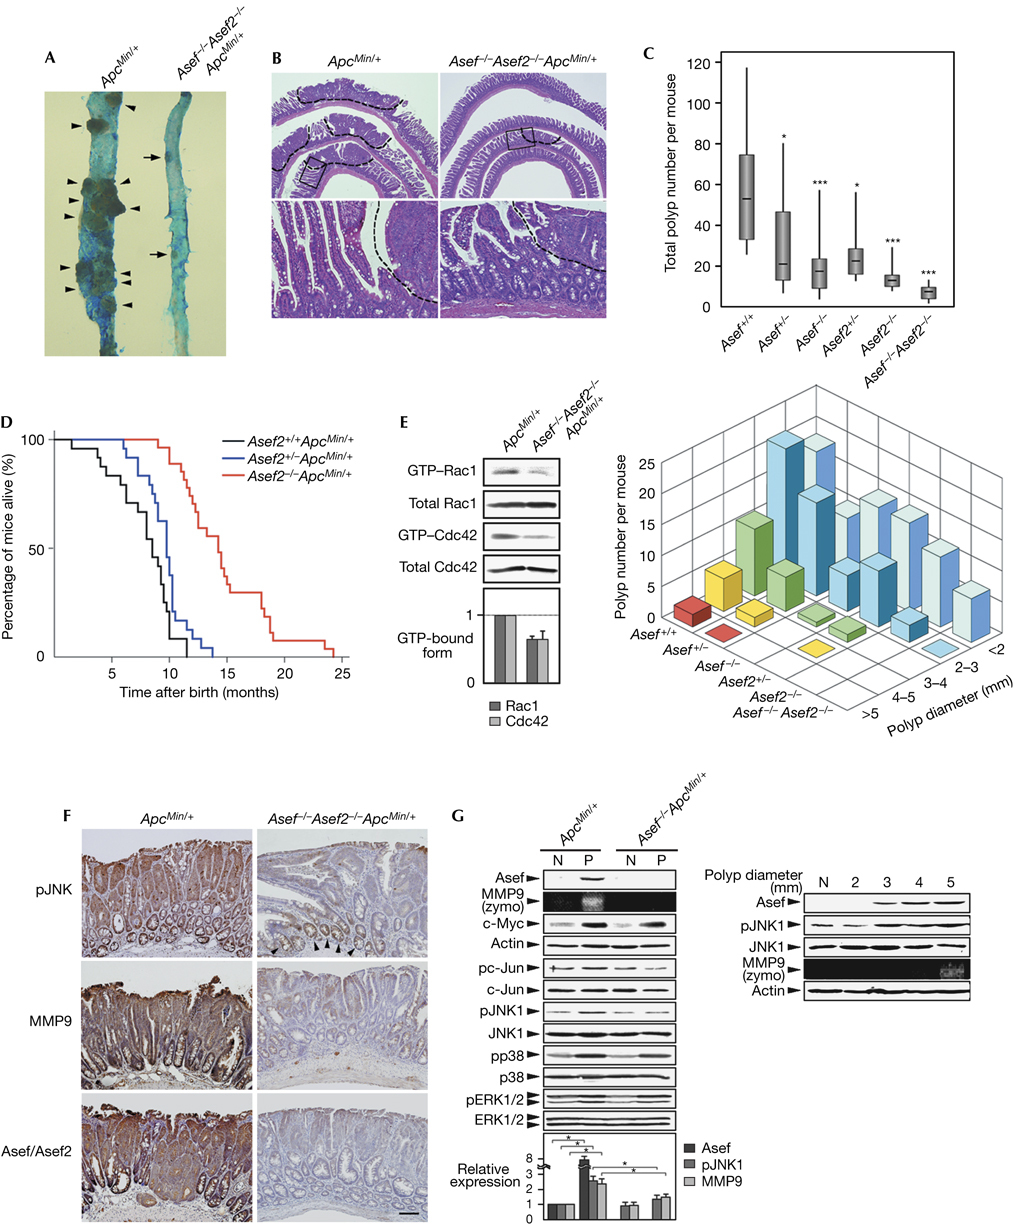 A
Apc^Min/+
Asef–/–Asef2–/–
Apc^Min/+
B
Apc^Min/+
Asef–/–Asef2–/–Apc^Min/+
C
Total polyp number per mouse
120
100
80
60
40
20
0
*
***
*
***
***
Asef+/+
Asef+/–
Asef–/–
Asef2+/–
Asef2–/–
Asef–/–Asef2–/–
D
Percentage of mice alive (%)
100
50
0
5
10
15
20
25
Time after birth (months)
Asef2+/+Apc^Min/+
Asef2+/–Apc^Min/+
Asef2–/–Apc^Min/+
E
Apc^Min/+
Asef–/–Asef2–/–
Apc^Min/+
GTP–Rac1
Total Rac1
GTP–Cdc42
Total Cdc42
1
GTP-bound
form
0
Rac1
Cdc42
Polyp number per mouse
25
20
15
10
5
0
Asef+/+
Asef+/–
Asef–/–
Asef2+/–
Asef2–/–
Asef–/– Asef2–/–
>5
4–5
3–4
2–3
<2
Polyp diameter (mm)
F
Apc^Min/+
Asef–/–Asef2–/–Apc^Min/+
pJNK
MMP9
Asef/Asef2
G
Apc^Min/+
Asef–/–Apc^Min/+
N P N P
Asef
MMP9
(zymo)
c-Myc
Actin
pc-Jun
c-Jun
pJNK1
JNK1
pp38
p38
pERK1/2
ERK1/2
Relative
expression
8
3
2
1
0
*
*
*
*
*
Asef
pJNK1
MMP9
Polyp diameter
(mm)
N 2 3 4 5
Asef
pJNK1
JNK1
MMP9
(zymo)
Actin